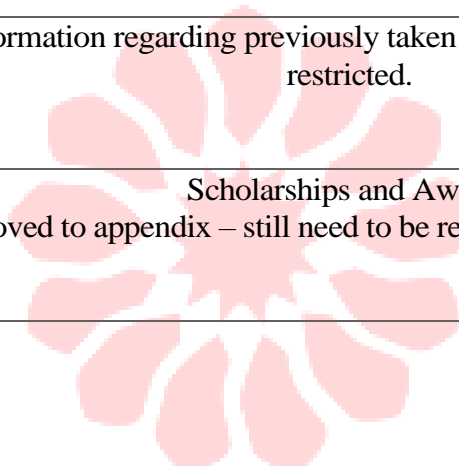 ormation regarding previously taken
restricted.
Scholarships and Aw
oved to appendix – still need to be re